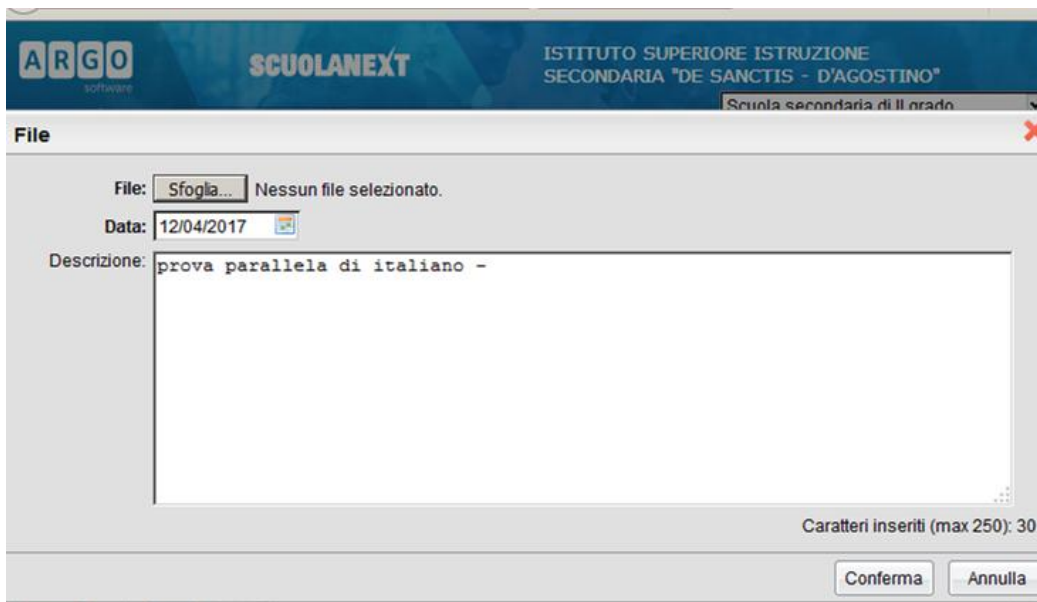 ARGO
software
SCUOLANEXT
ISTITUTO SUPERIORE ISTRUZIONE
SECONDARIA "DE SANCTIS - D'AGOSTINO"
Scuola secondaria di II grado
File
File: Sfoglia... Nessun file selezionato.
Data: 12/04/2017
Descrizione: prova parallela di italiano -
Caratteri inseriti (max 250): 30
Conferma Annulla